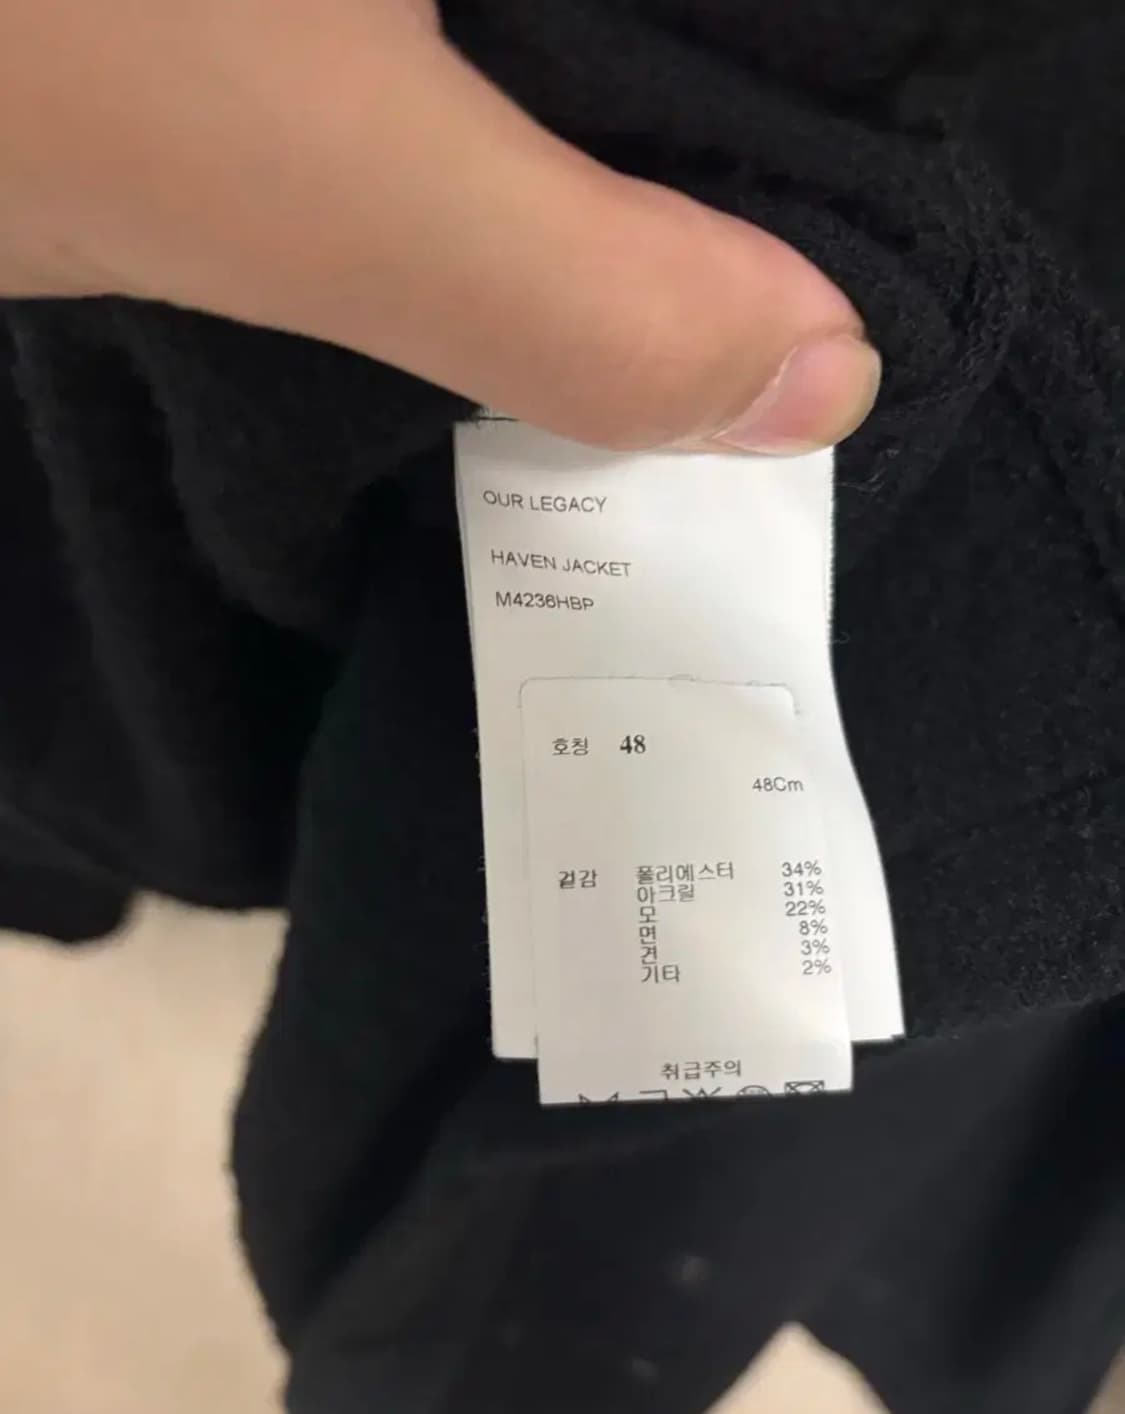 OUR LEGACY
HAVEN JACKET
M4236HBP
호칭 48
48Cm
겉감 폴리에스터 34%
아크릴 31%
모 22%
면 8%
견 3%
기타 2%
취급주의